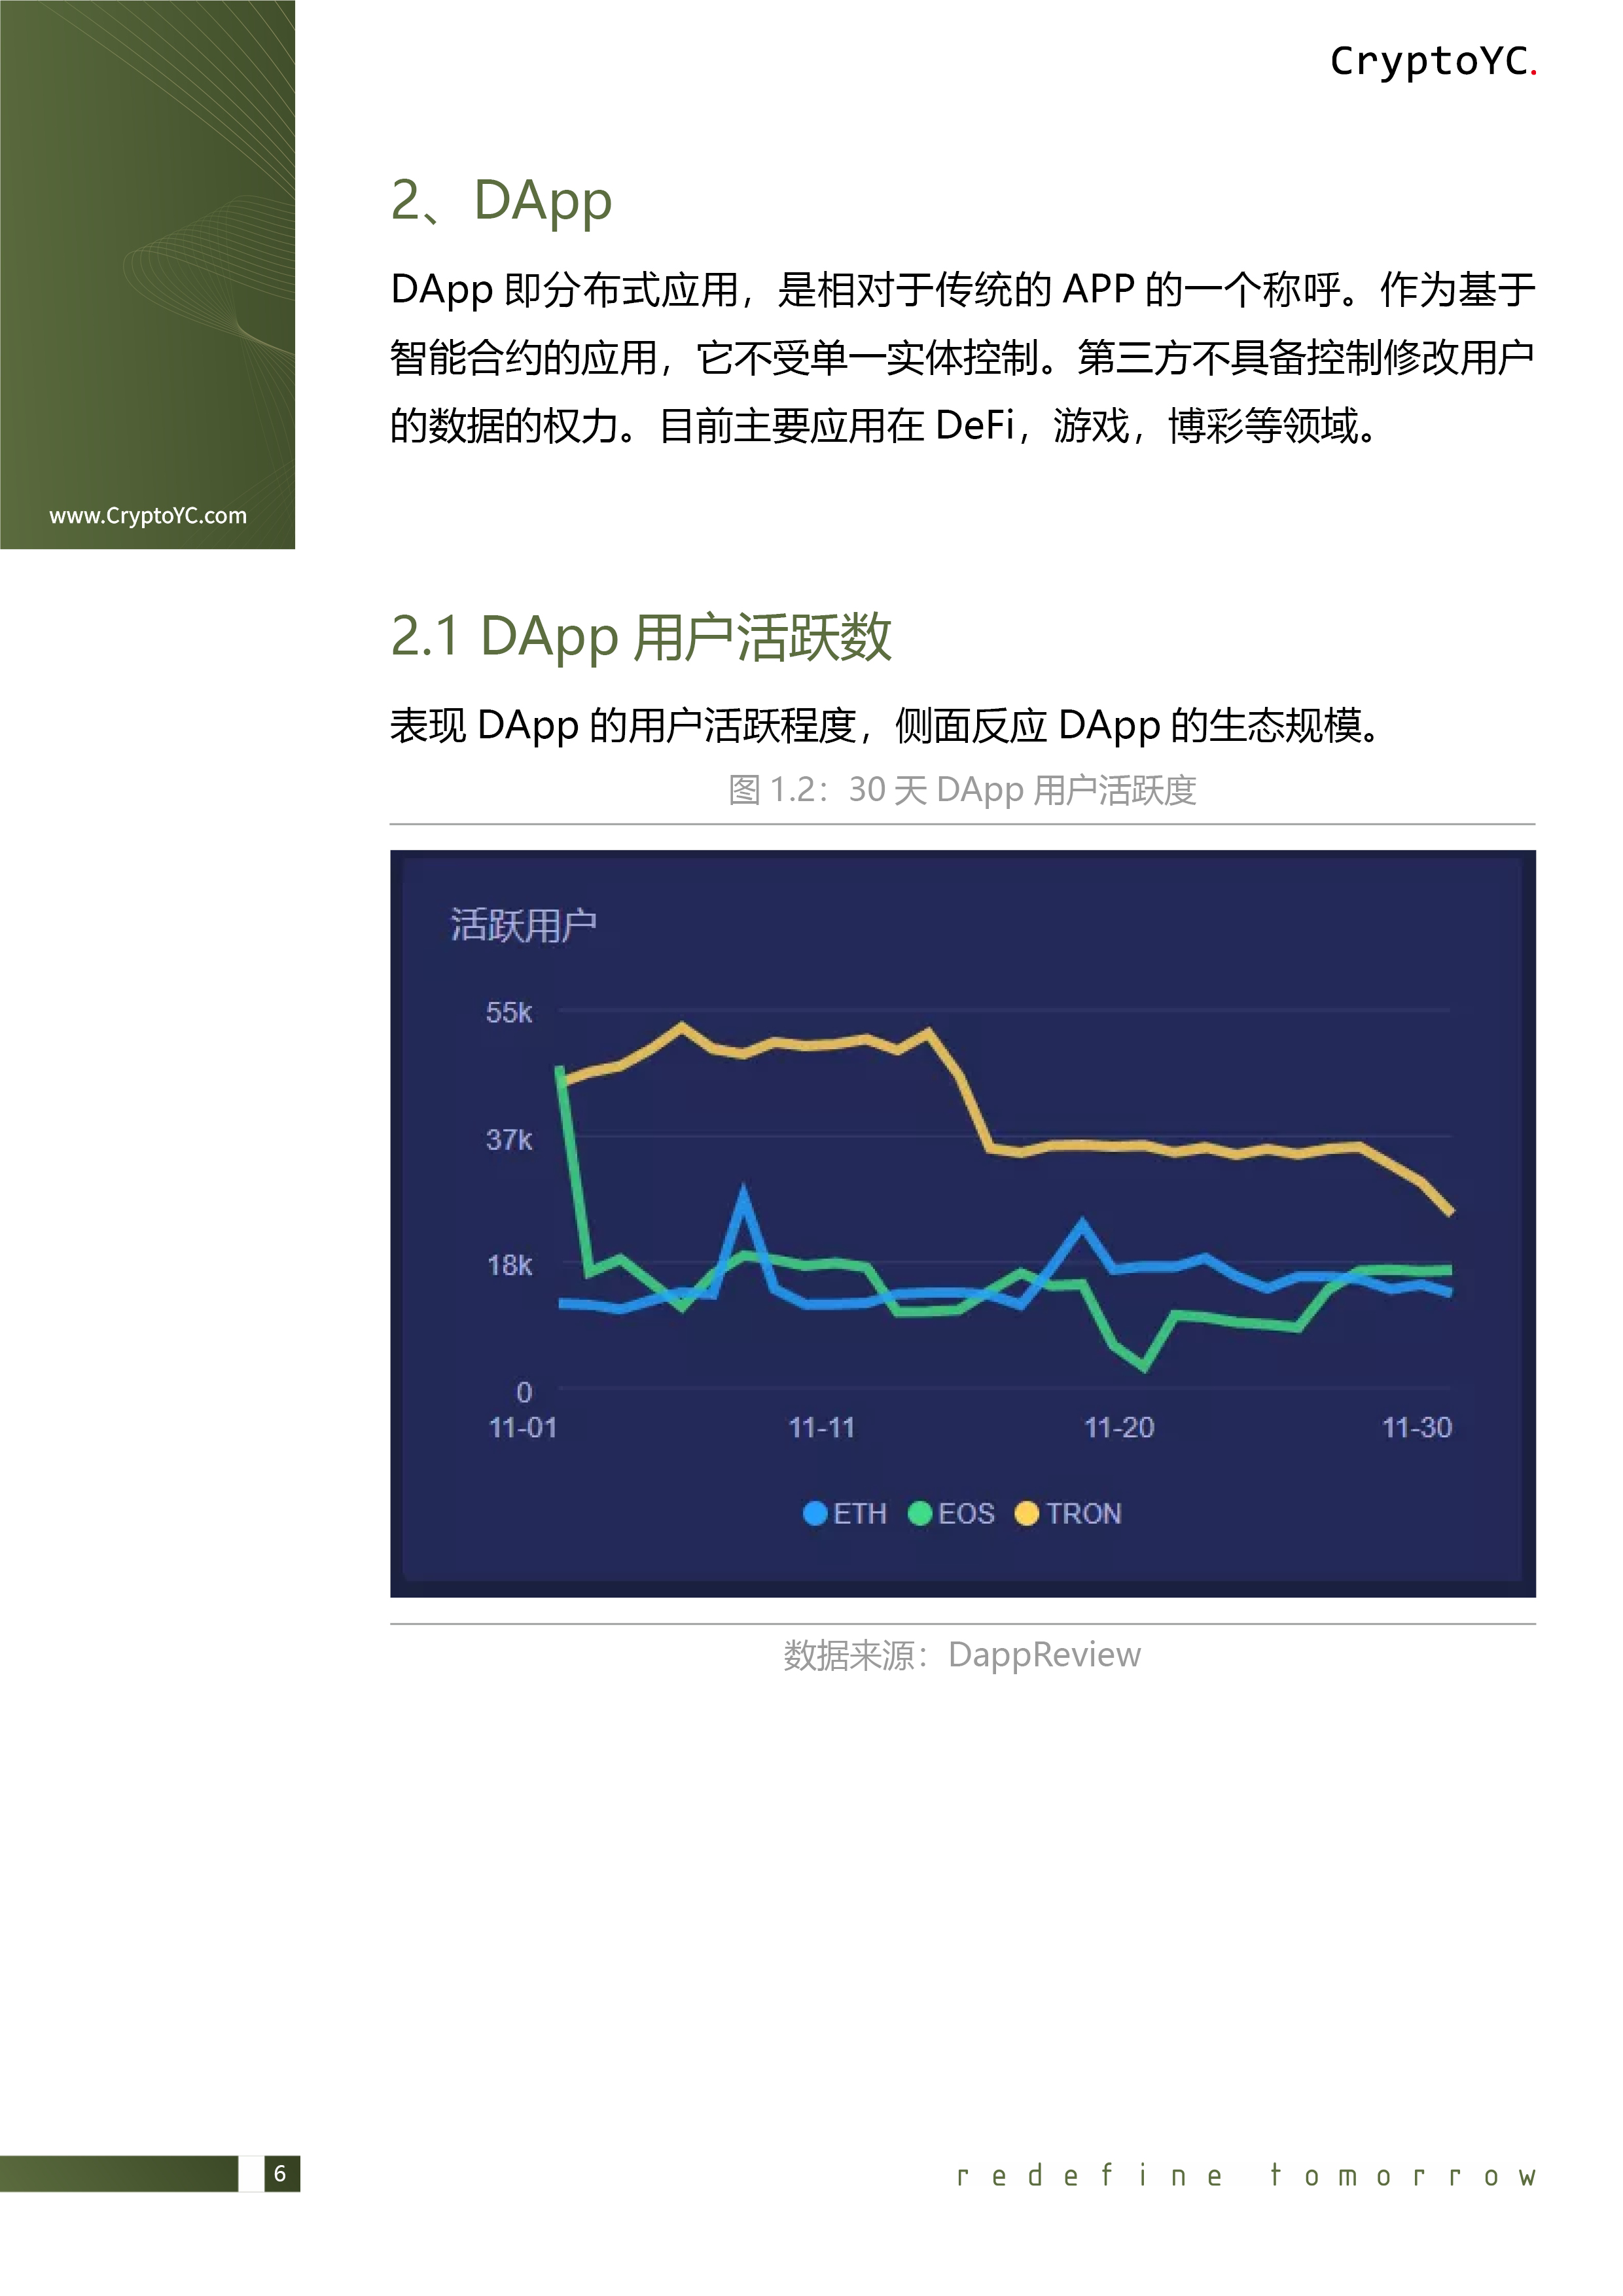 CryptoYC.
www.CryptoYC.com
2、DApp
DApp 即分布式应用，是相对于传统的 APP 的一个称呼。作为基于
智能合约的应用，它不受单一实体控制。第三方不具备控制修改用户
的数据的权力。目前主要应用在 DeFi，游戏，博彩等领域。
2.1 DApp 用户活跃数
表现 DApp 的用户活跃程度，侧面反应 DApp 的生态规模。
图 1.2：30 天 DApp 用户活跃度
活跃用户
55k
37k
18k
0
11-01 11-11 11-20 11-30
ETH EOS TRON
数据来源：DappReview
6
redefine tomorrow